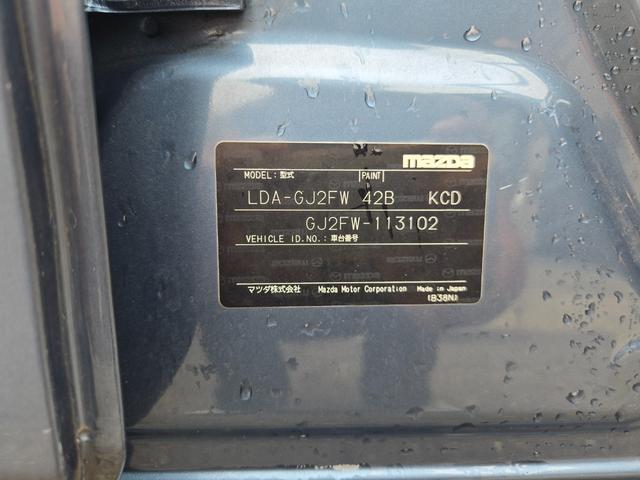 mazda
MODEL：型式 PAINT
LDA-GJ2FW 42B KCD
GJ2FW-113102
VEHICLE ID.NO.：車台番号
マツダ株式会社 Mazda Motor Corporation Made in Japan
(B38N)